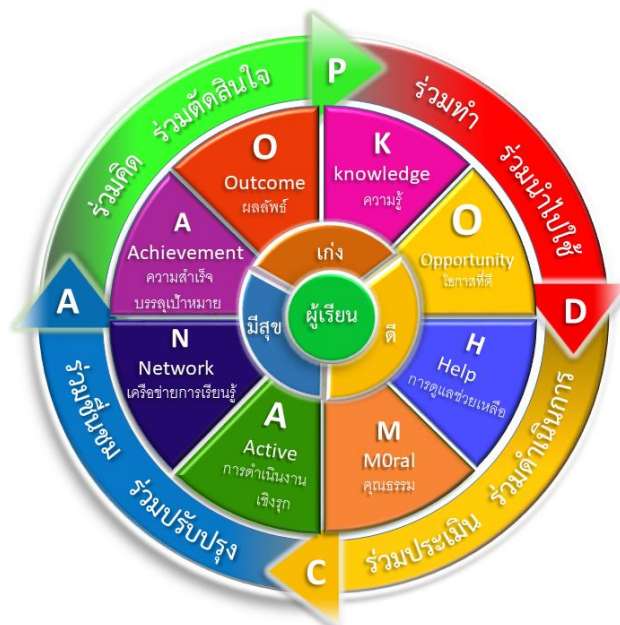 P
ร่วมทำ ร่วมนำไปใช้
D
ร่วมประเมิน ร่วมดำเนินการ
C
ร่วมชื่นชม ร่วมปรับปรุง
A
ร่วมคิด ร่วมตัดสินใจ
K
knowledge
ความรู้
O
Opportunity
โอกาสที่ดี
H
Help
การดูแลช่วยเหลือ
M
M0ral
คุณธรรม
A
Active
การดำเนินงาน
เชิงรุก
N
Network
เครือข่ายการเรียนรู้
A
Achievement
ความสำเร็จ
บรรลุเป้าหมาย
O
Outcome
ผลลัพธ์
เก่ง
ดี
มีสุข
ผู้เรียน